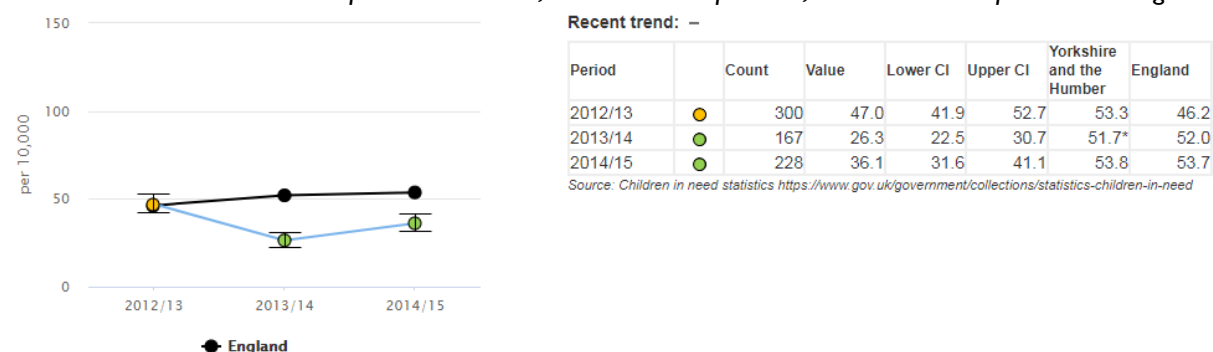 150
100
50
0
per 10,000
2012/13 2013/14 2014/15
England
Recent trend: –
Period Count Value Lower CI Upper CI Yorkshire and the Humber England
2012/13 300 47.0 41.9 52.7 53.3 46.2
2013/14 167 26.3 22.5 30.7 51.7* 52.0
2014/15 228 36.1 31.6 41.1 53.8 53.7
Source: Children in need statistics https://www.gov.uk/government/collections/statistics-children-in-need